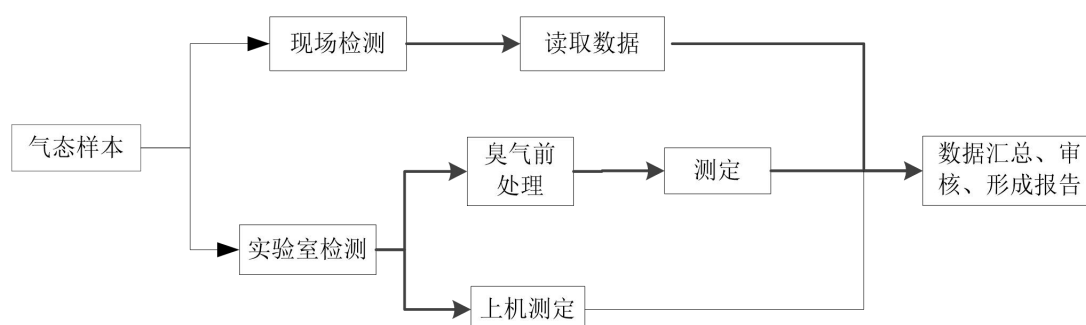 现场检测
读取数据
气态样本
臭气前
处理
测定
数据汇总、审
核、形成报告
实验室检测
上机测定